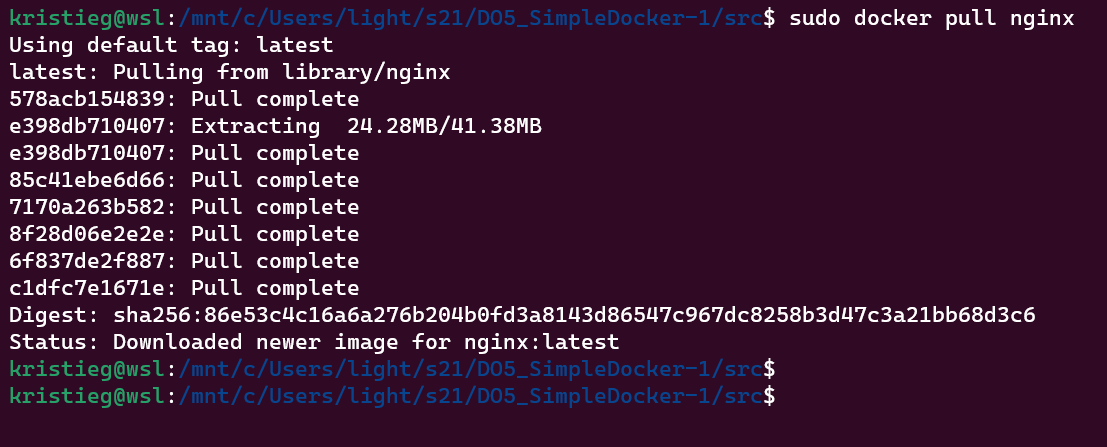 kristieg@wsl:/mnt/c/Users/light/s21/DO5_SimpleDocker-1/src$ sudo docker pull nginx
Using default tag: latest
latest: Pulling from library/nginx
578acb154839: Pull complete
e398db710407: Extracting  24.28MB/41.38MB
e398db710407: Pull complete
85c41ebe6d66: Pull complete
7170a263b582: Pull complete
8f28d06e2e2e: Pull complete
6f837de2f887: Pull complete
c1dfc7e1671e: Pull complete
Digest: sha256:86e53c4c16a6a276b204b0fd3a8143d86547c967dc8258b3d47c3a21bb68d3c6
Status: Downloaded newer image for nginx:latest
kristieg@wsl:/mnt/c/Users/light/s21/DO5_SimpleDocker-1/src$
kristieg@wsl:/mnt/c/Users/light/s21/DO5_SimpleDocker-1/src$